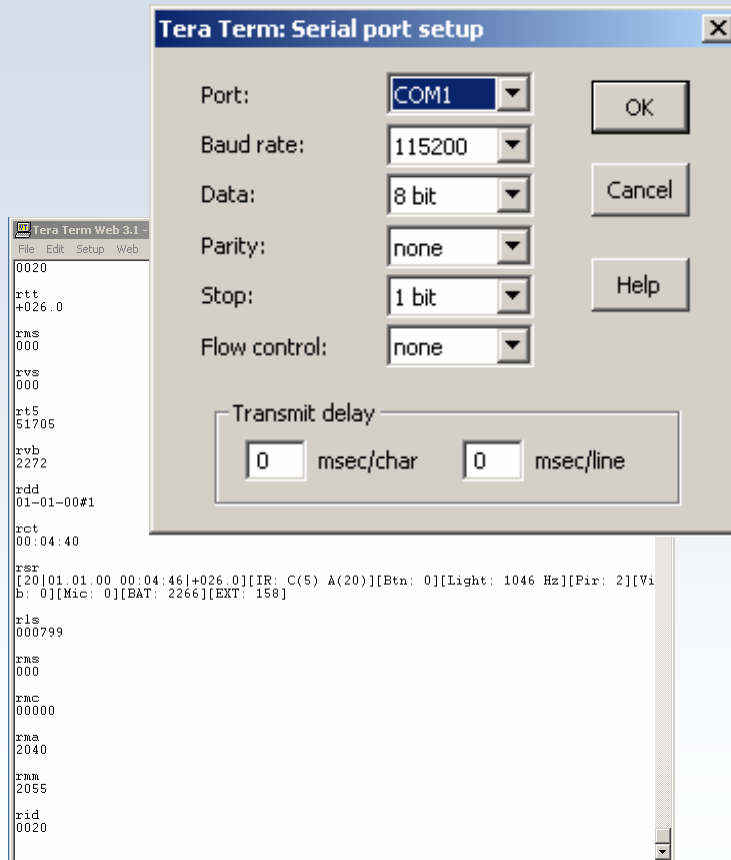 Tera Term: Serial port setup
Port:
COM1
OK
Baud rate:
115200
Data:
8 bit
Cancel
Parity:
none
Stop:
1 bit
Help
Flow control:
none
Transmit delay
0 msec/char 0 msec/line
Tera Term Web 3.1 -
File Edit Setup Web
0020
rtt
+026.0
rms
000
rvs
000
rt5
51705
rvb
2272
rdd
01-01-00#1
rct
00:04:40
rsr
[20|01.01.00 00:04:46|+026.0][IR: C(5) A(20)][Btn: 0][Light: 1046 Hz][Pir: 2][Vi
b: 0][Mic: 0][BAT: 2266][EXT: 158]
rls
000799
rms
000
rmc
00000
rma
2040
rmm
2055
rid
0020